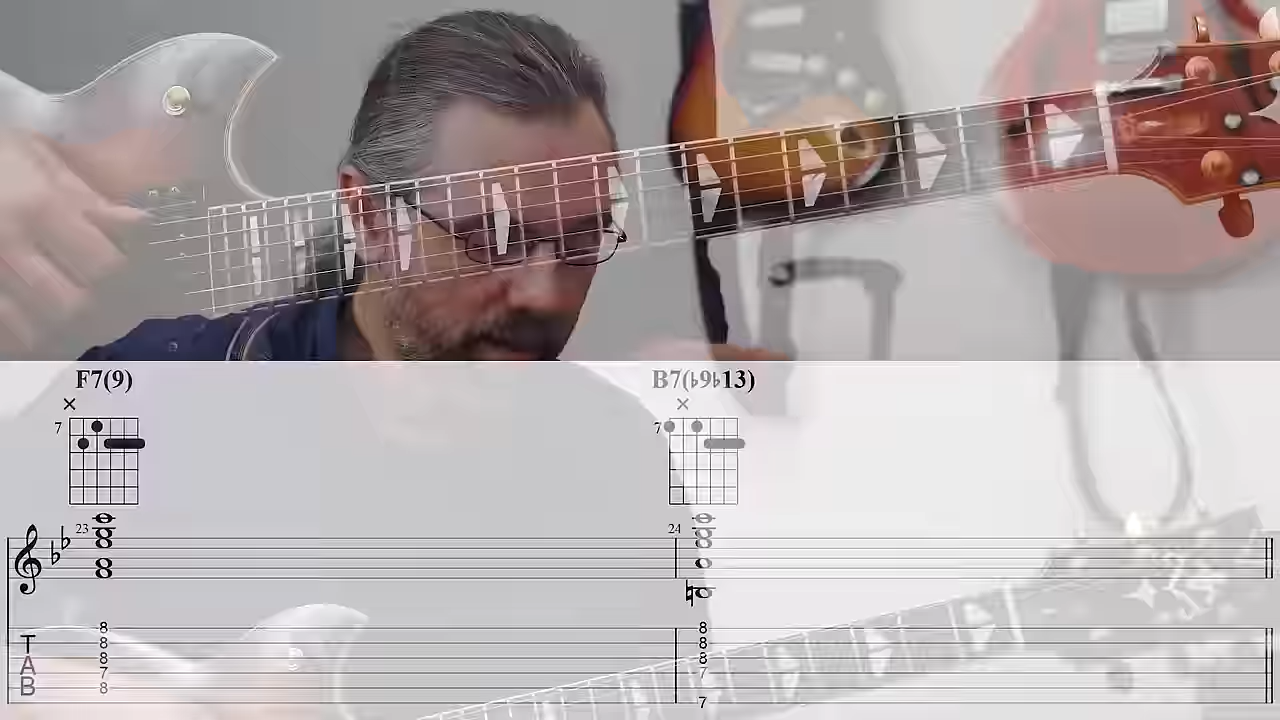 F7(9) B7(♭9♭13)
× ×
7 7
23 24
8 8
T 8 8
A 8 8
7 7
B 8
7